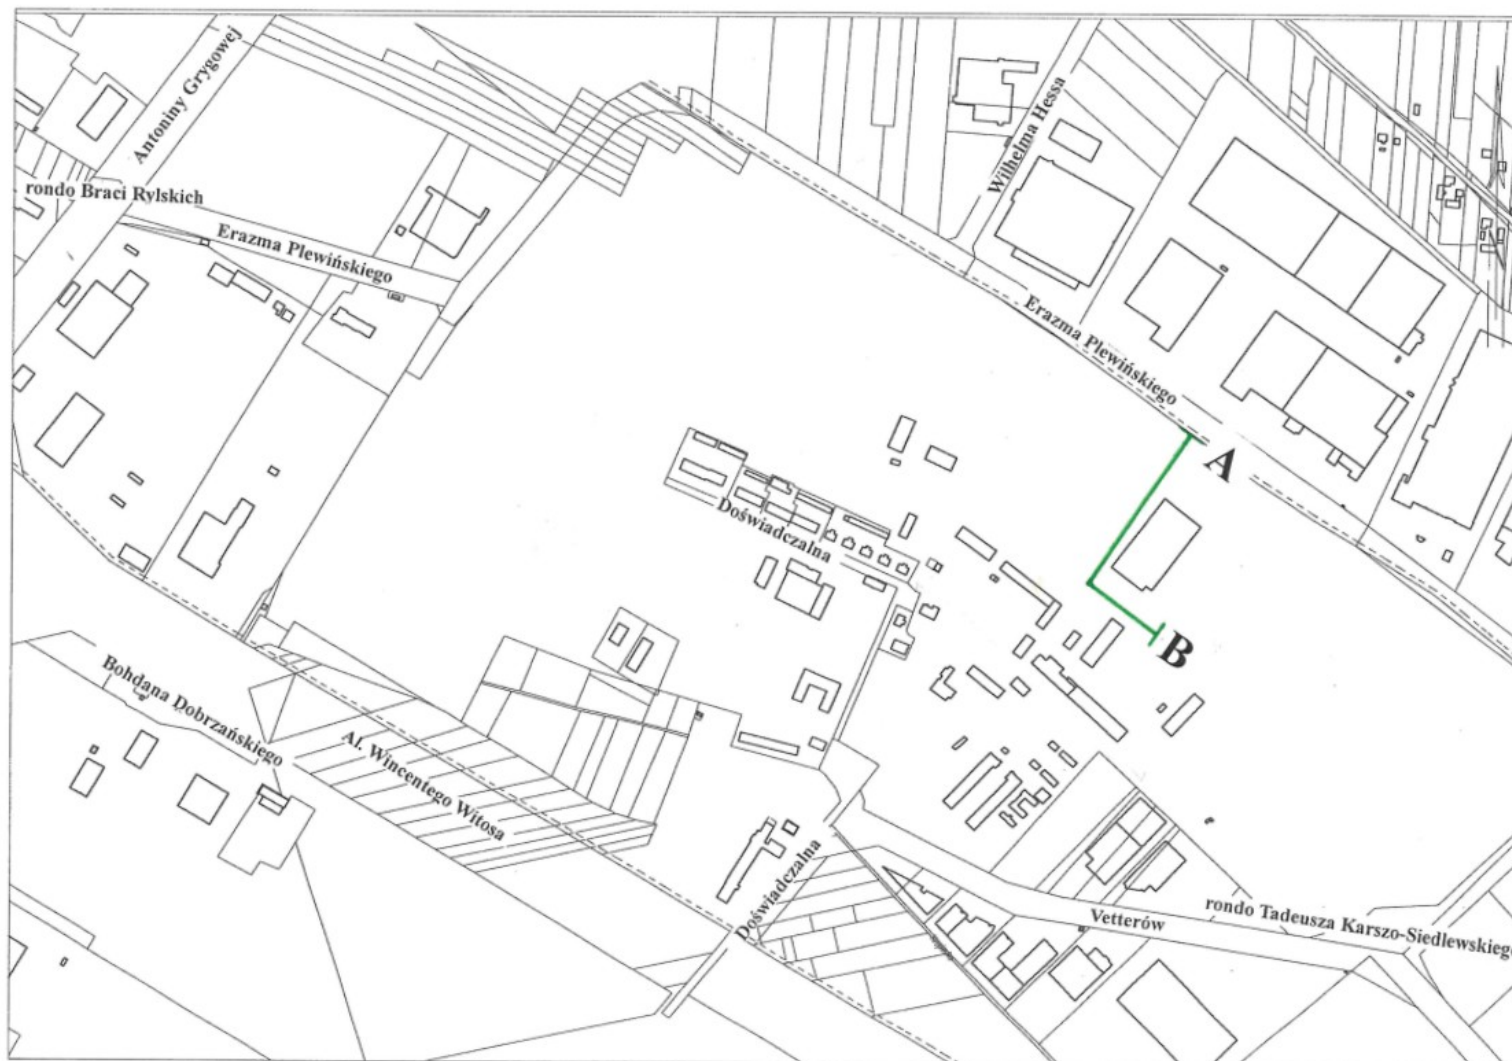 Antoniny Grygowej
Wilhelma Hessa
rondo Braci Rylskich
Erazma Plewińskiego
Erazma Plewińskiego
A
Doświadczalna
B
Bohdana Dobrzańskiego
Al. Wincentego Witosa
Doświadczalna
Vetterów
rondo Tadeusza Karszo-Siedlewskiego